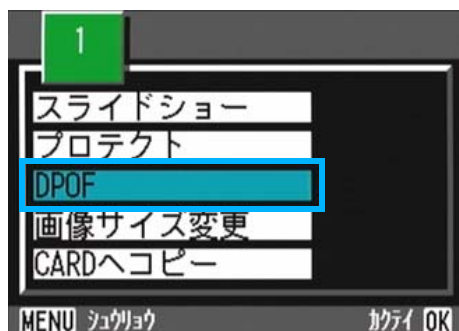 1
スライドショー
プロテクト
DPOF
画像サイズ変更
CARDへコピー
MENU ｼｭｳﾘｮｳ ｶｸﾃｲ OK